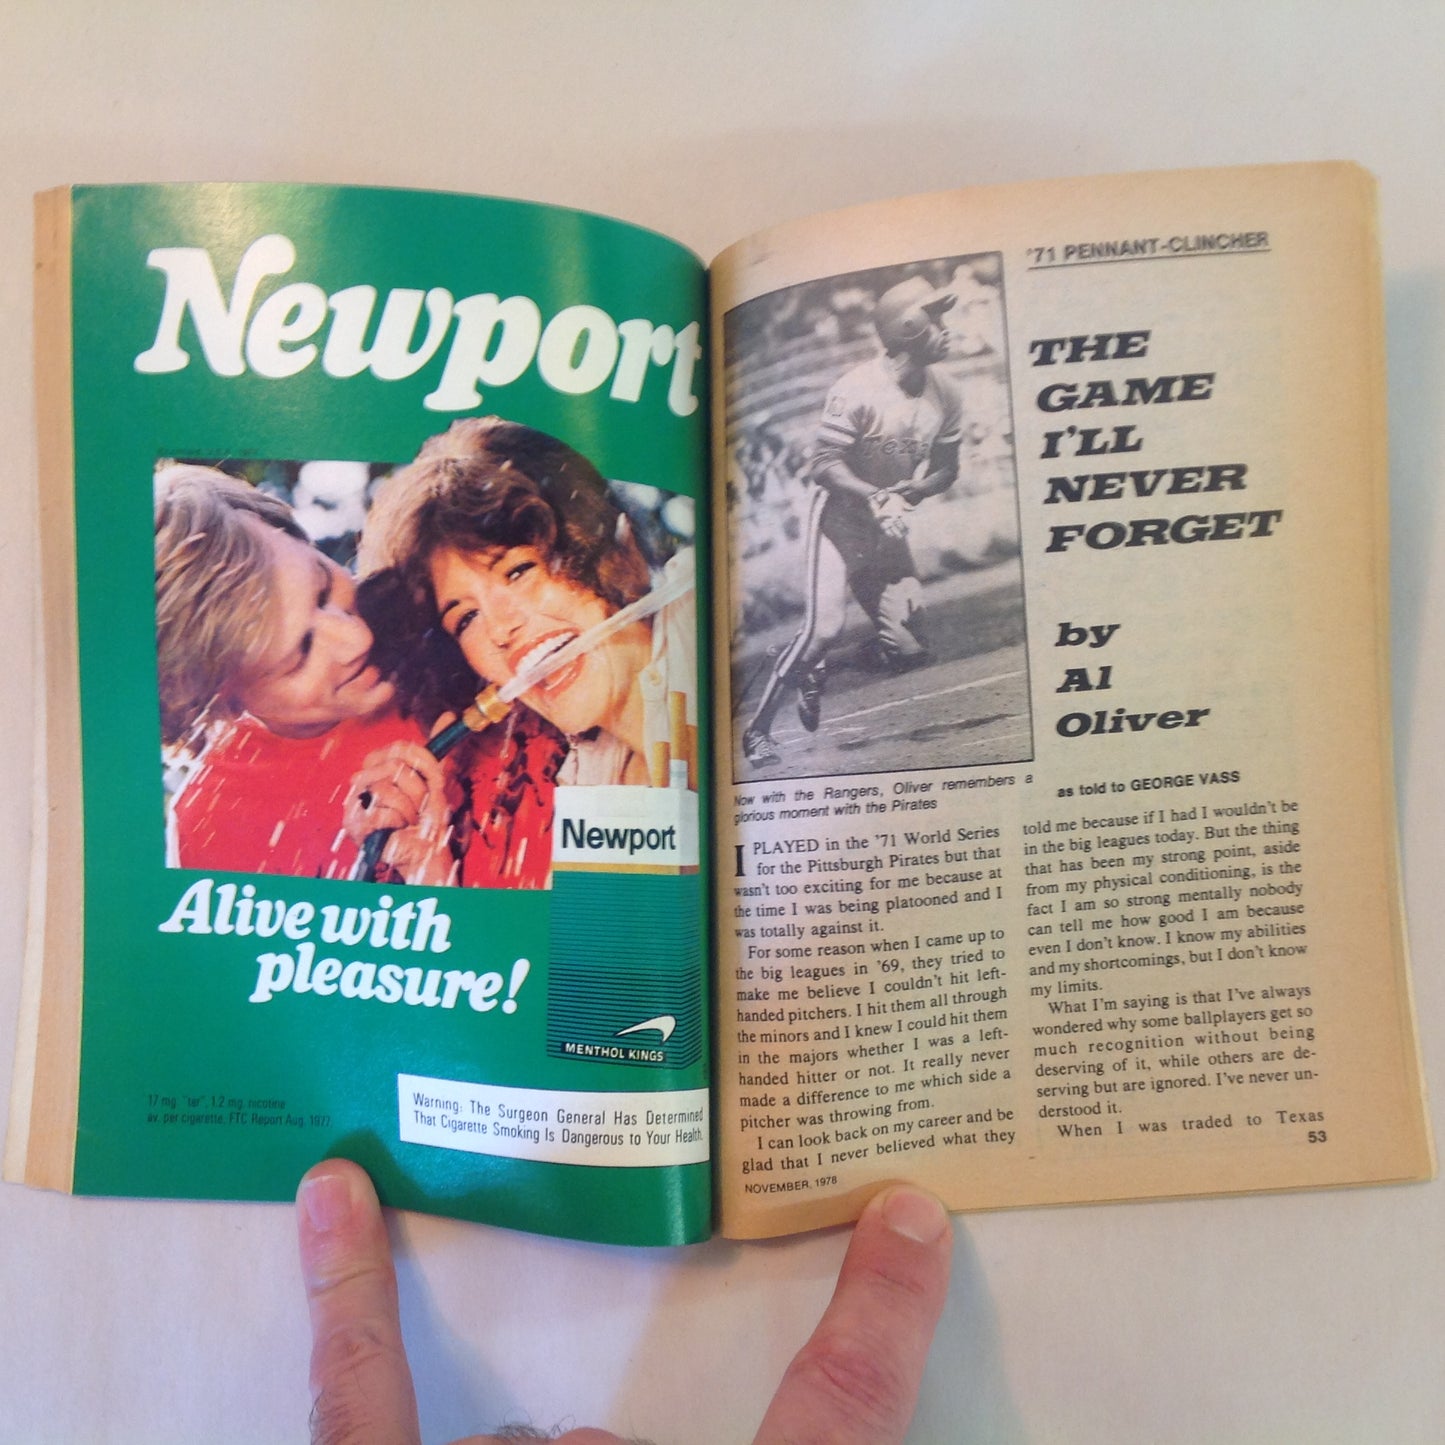 Newport
Newport
MENTHOL KINGS
Alive with
pleasure!
17 mg. "tar", 1.2 mg. nicotine
av. per cigarette, FTC Report Aug. 1977.
Warning: The Surgeon General Has Determined
That Cigarette Smoking Is Dangerous to Your Health.
'71 PENNANT-CLINCHER
THE
GAME
I'LL
NEVER
FORGET
by
Al
Oliver
as told to GEORGE VASS
Texas
Now with the Rangers, Oliver remembers a
glorious moment with the Pirates
I PLAYED in the '71 World Series
for the Pittsburgh Pirates but that
wasn't too exciting for me because at
the time I was being platooned and I
was totally against it.
For some reason when I came up to
the big leagues in '69, they tried to
make me believe I couldn't hit left-
handed pitchers. I hit them all through
the minors and I knew I could hit them
in the majors whether I was a left-
handed hitter or not. It really never
made a difference to me which side a
pitcher was throwing from.
I can look back on my career and be
glad that I never believed what they
told me because if I had I wouldn't be
in the big leagues today. But the thing
that has been my strong point, aside
from my physical conditioning, is the
fact I am so strong mentally nobody
can tell me how good I am because
even I don't know. I know my abilities
and my shortcomings, but I don't know
my limits.
What I'm saying is that I've always
wondered why some ballplayers get so
much recognition without being
deserving of it, while others are de-
serving but are ignored. I've never un-
derstood it.
When I was traded to Texas
NOVEMBER, 1978
53